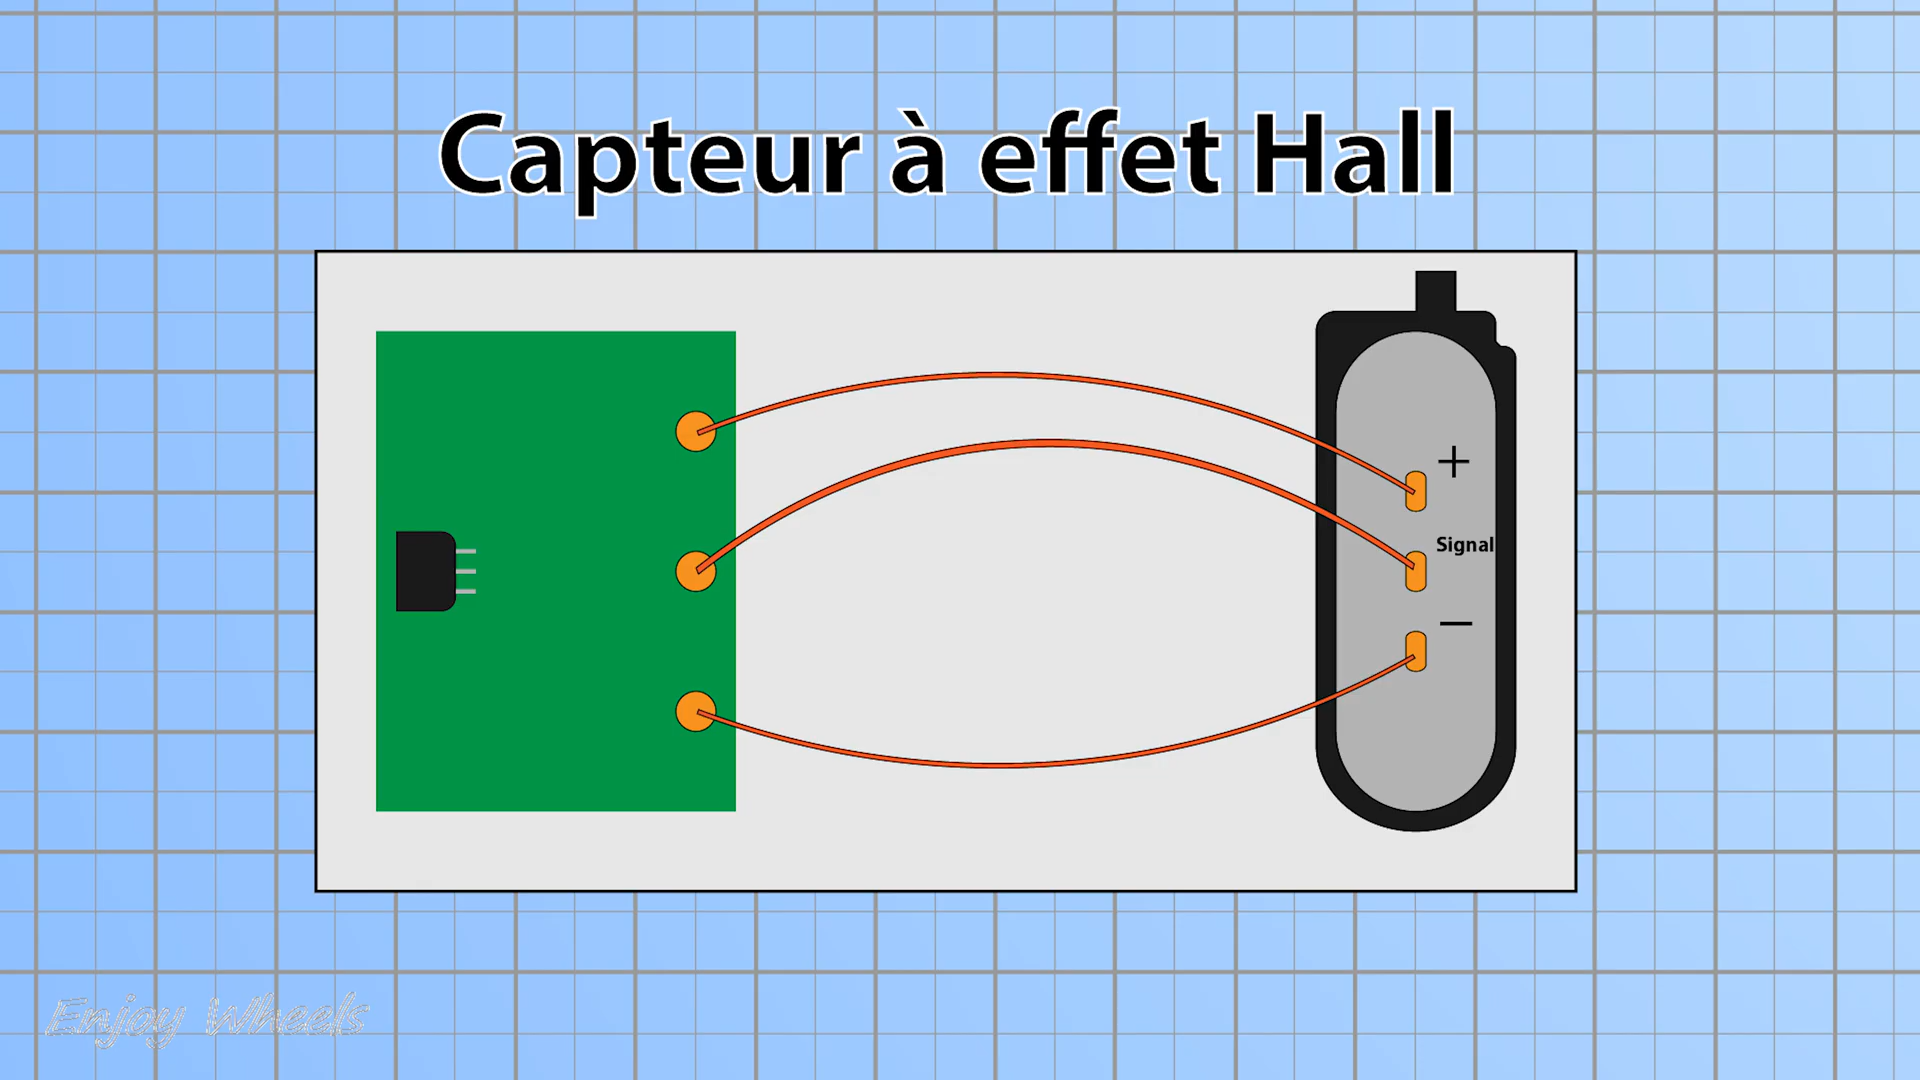 Capteur à effet Hall
+
Signal
−
Enjoy Wheels